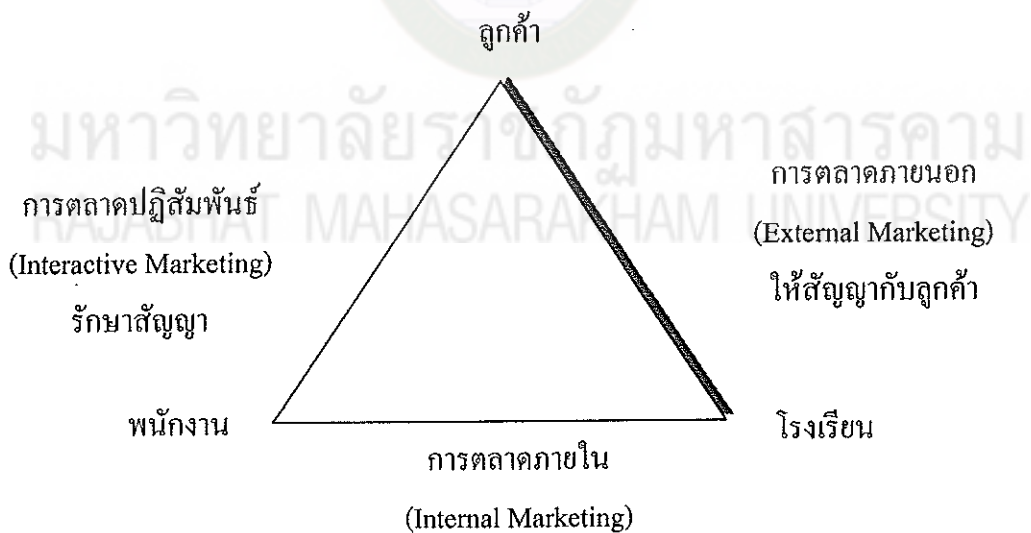 ลูกค้า
มหาวิทยาลัยราชภัฏมหาสารคาม
RAJABHAT MAHASARAKHAM UNIVERSITY
การตลาดปฏิสัมพันธ์
(Interactive Marketing)
รักษาสัญญา
การตลาดภายนอก
(External Marketing)
ให้สัญญากับลูกค้า
พนักงาน
โรงเรียน
การตลาดภายใน
(Internal Marketing)